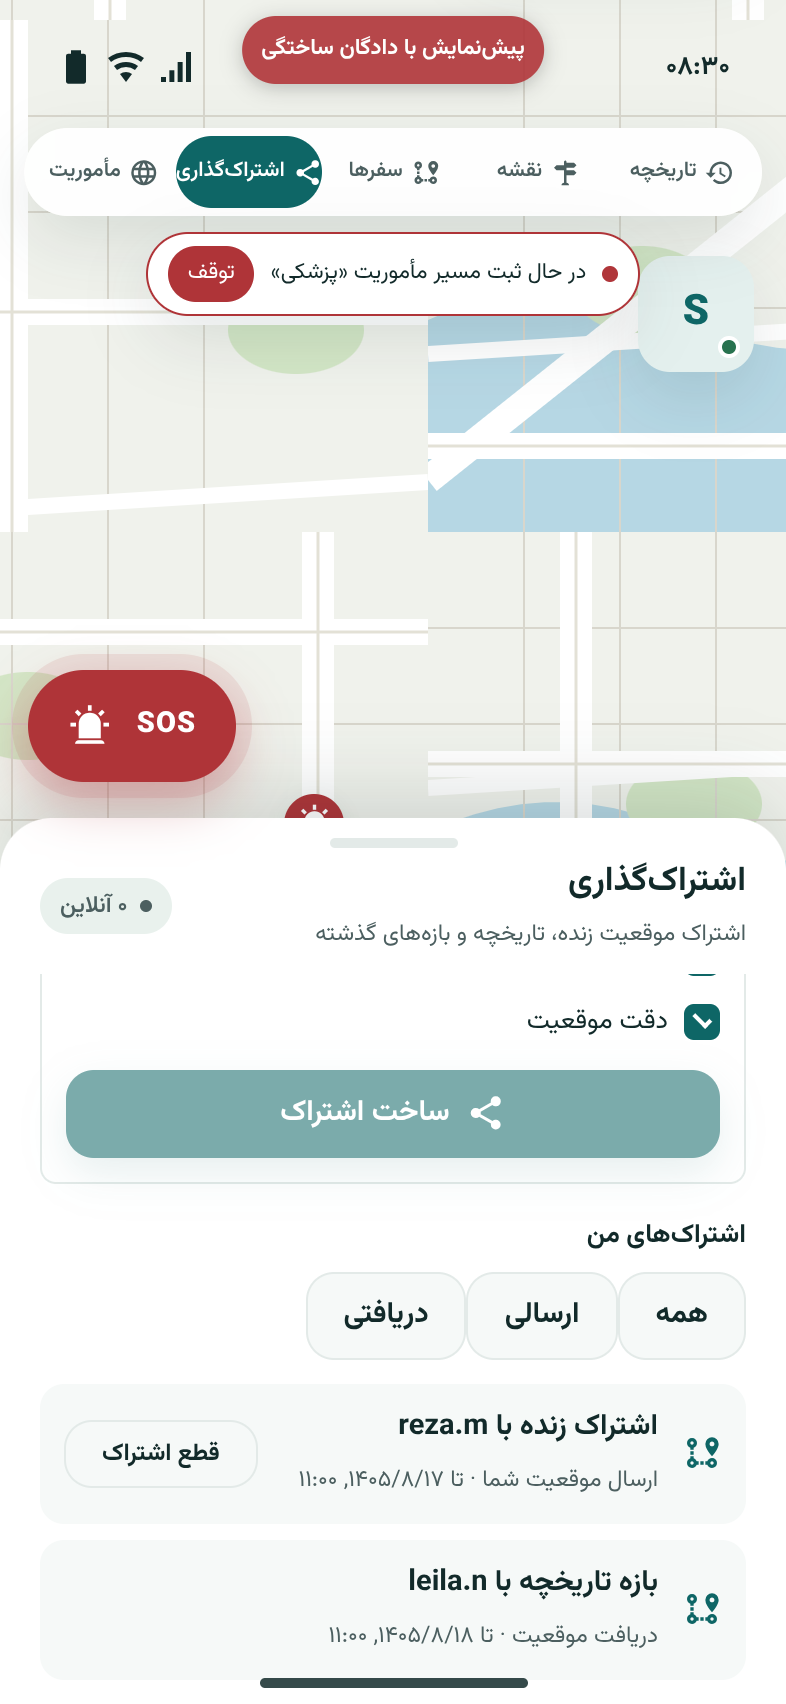 پیش‌نمایش با دادگان ساختگی
۰۸:۳۰
تاریخچه
نقشه
سفرها
اشتراک‌گذاری
مأموریت
در حال ثبت مسیر مأموریت «پزشکی»
توقف
S
SOS
اشتراک‌گذاری
اشتراک موقعیت زنده، تاریخچه و بازه‌های گذشته
۰ آنلاین
دقت موقعیت
ساخت اشتراک
اشتراک‌های من
همه
ارسالی
دریافتی
اشتراک زنده با reza.m
ارسال موقعیت شما · تا ۱۴۰۵/۸/۱۷, ۱۱:۰۰
قطع اشتراک
بازه تاریخچه با leila.n
دریافت موقعیت · تا ۱۴۰۵/۸/۱۸, ۱۱:۰۰